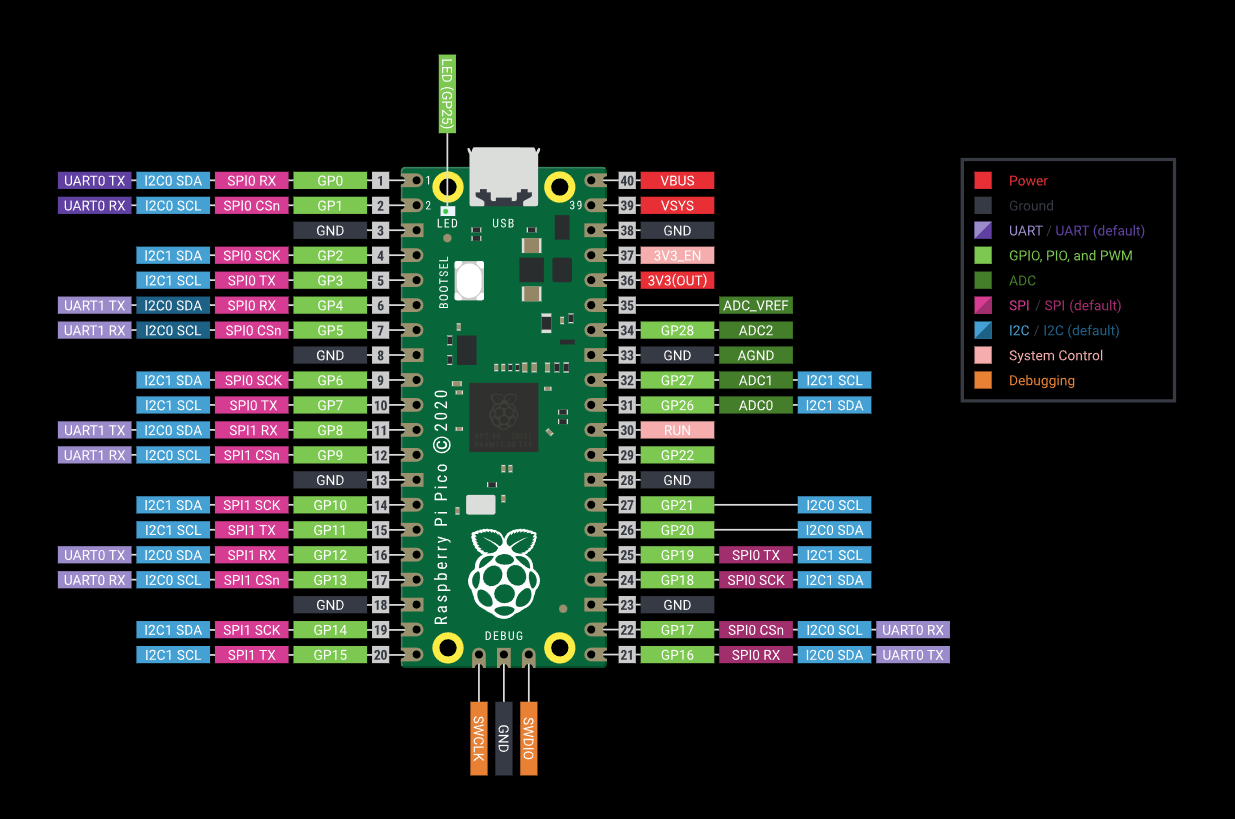 LED (GP25)
UART0 TX I2C0 SDA SPI0 RX GP0 1 1 40 VBUS
UART0 RX I2C0 SCL SPI0 CSn GP1 2 2 39 39 VSYS
GND 3 LED USB 38 GND
I2C1 SDA SPI0 SCK GP2 4 37 3V3_EN
I2C1 SCL SPI0 TX GP3 5 BOOTSEL 36 3V3(OUT)
UART1 TX I2C0 SDA SPI0 RX GP4 6 35 ADC_VREF
UART1 RX I2C0 SCL SPI0 CSn GP5 7 34 GP28 ADC2
GND 8 33 GND AGND
I2C1 SDA SPI0 SCK GP6 9 32 GP27 ADC1 I2C1 SCL
I2C1 SCL SPI0 TX GP7 10 31 GP26 ADC0 I2C1 SDA
UART1 TX I2C0 SDA SPI1 RX GP8 11 30 RUN
UART1 RX I2C0 SCL SPI1 CSn GP9 12 29 GP22
GND 13 28 GND
I2C1 SDA SPI1 SCK GP10 14 27 GP21 I2C0 SCL
I2C1 SCL SPI1 TX GP11 15 26 GP20 I2C0 SDA
UART0 TX I2C0 SDA SPI1 RX GP12 16 25 GP19 SPI0 TX I2C1 SCL
UART0 RX I2C0 SCL SPI1 CSn GP13 17 24 GP18 SPI0 SCK I2C1 SDA
GND 18 23 GND
I2C1 SDA SPI1 SCK GP14 19 22 GP17 SPI0 CSn I2C0 SCL UART0 RX
I2C1 SCL SPI1 TX GP15 20 21 GP16 SPI0 RX I2C0 SDA UART0 TX
Raspberry Pi Pico © 2020
DEBUG
SWCLK
GND
SWDIO
Power
Ground
UART / UART (default)
GPIO, PIO, and PWM
ADC
SPI / SPI (default)
I2C / I2C (default)
System Control
Debugging